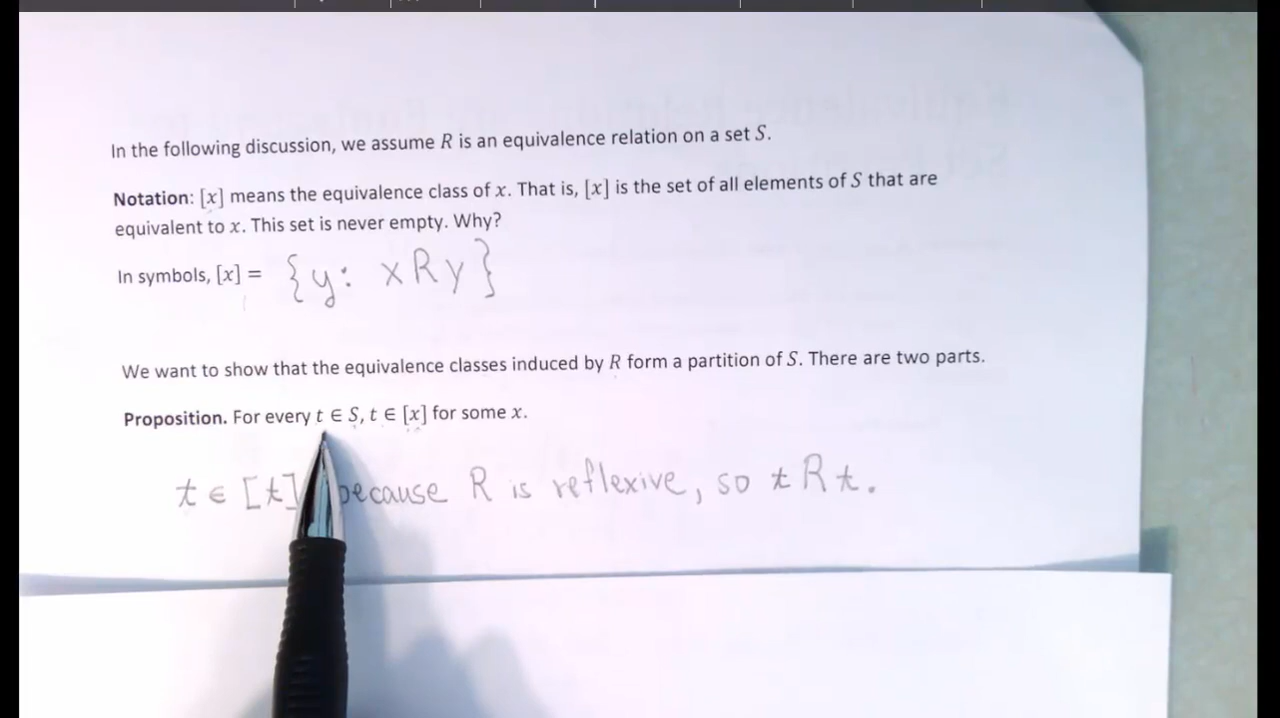 In the following discussion, we assume R is an equivalence relation on a set S.
Notation: [x] means the equivalence class of x. That is, [x] is the set of all elements of S that are
equivalent to x. This set is never empty. Why?
In symbols, [x] = {y: xRy}
We want to show that the equivalence classes induced by R form a partition of S. There are two parts.
Proposition. For every t ∈ S, t ∈ [x] for some x.
t ∈ [t] because R is reflexive, so tRt.